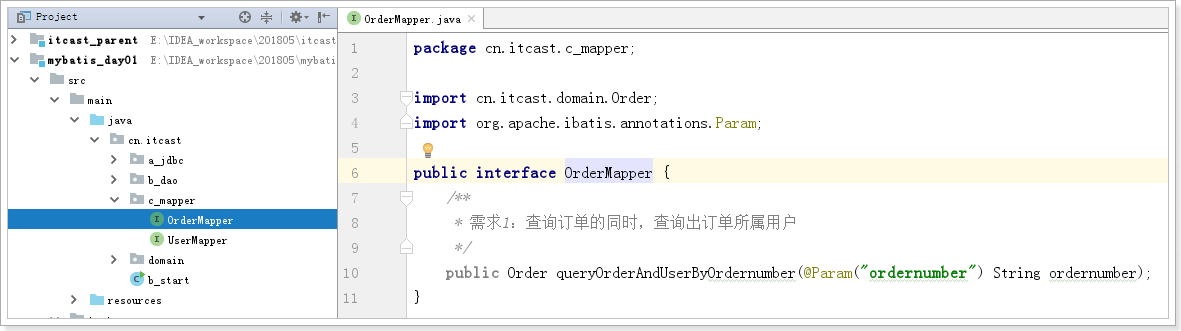 Project
itcast_parent E:\IDEA_workspace\201805\itcast
mybatis_day01 E:\IDEA_workspace\201805\mybati
src
main
java
cn.itcast
a_jdbc
b_dao
c_mapper
OrderMapper
UserMapper
domain
b_start
resources
OrderMapper.java
1 package cn.itcast.c_mapper;
2
3 import cn.itcast.domain.Order;
4 import org.apache.ibatis.annotations.Param;
5
6 public interface OrderMapper {
7 /**
8 * 需求1：查询订单的同时，查询出订单所属用户
9 */
10 public Order queryOrderAndUserByOrdernumber(@Param("ordernumber") String ordernumber);
11 }